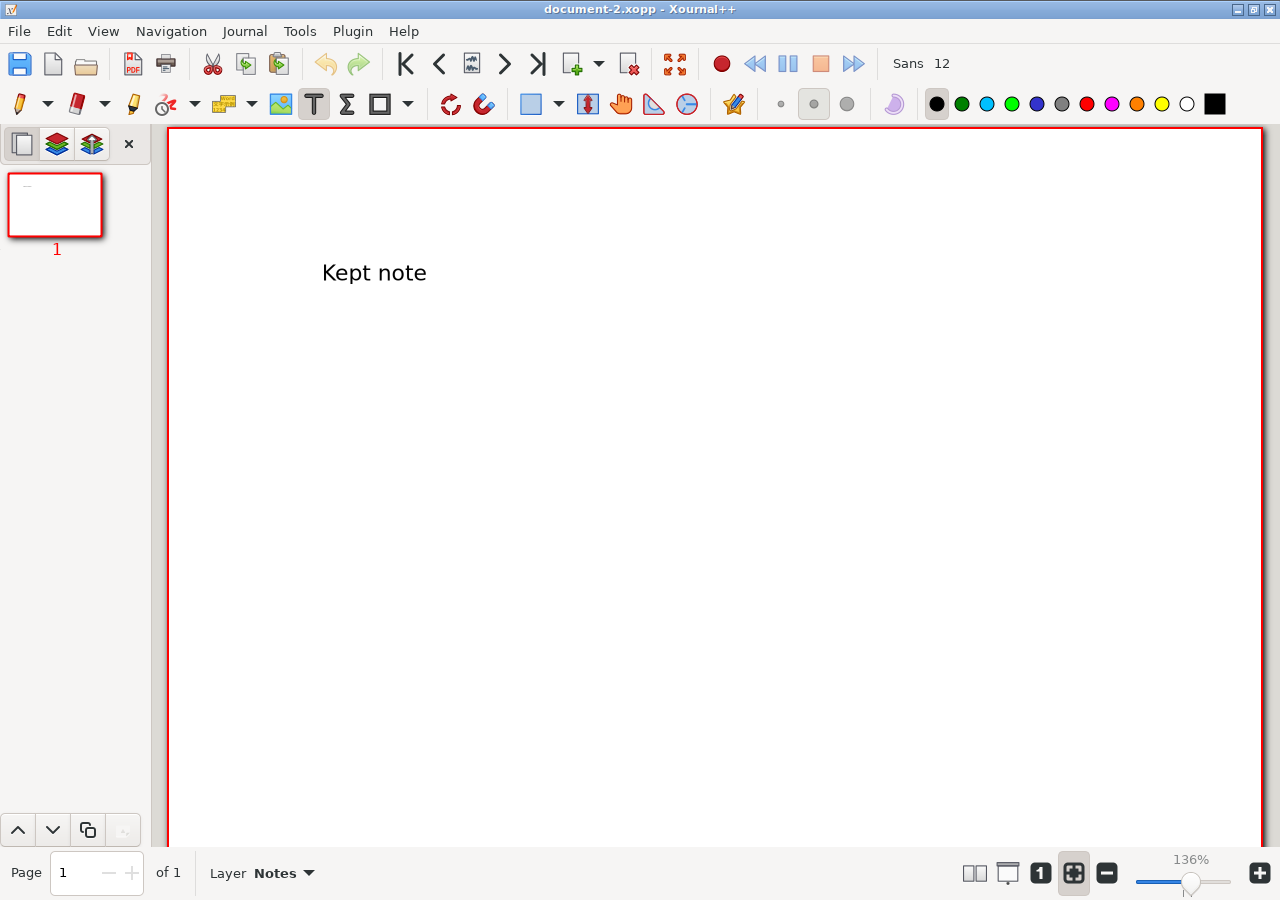 document-2.xopp - Xournal++
File Edit View Navigation Journal Tools Plugin Help
Sans 12
1
Kept note
Page 1 of 1 Layer Notes 136%